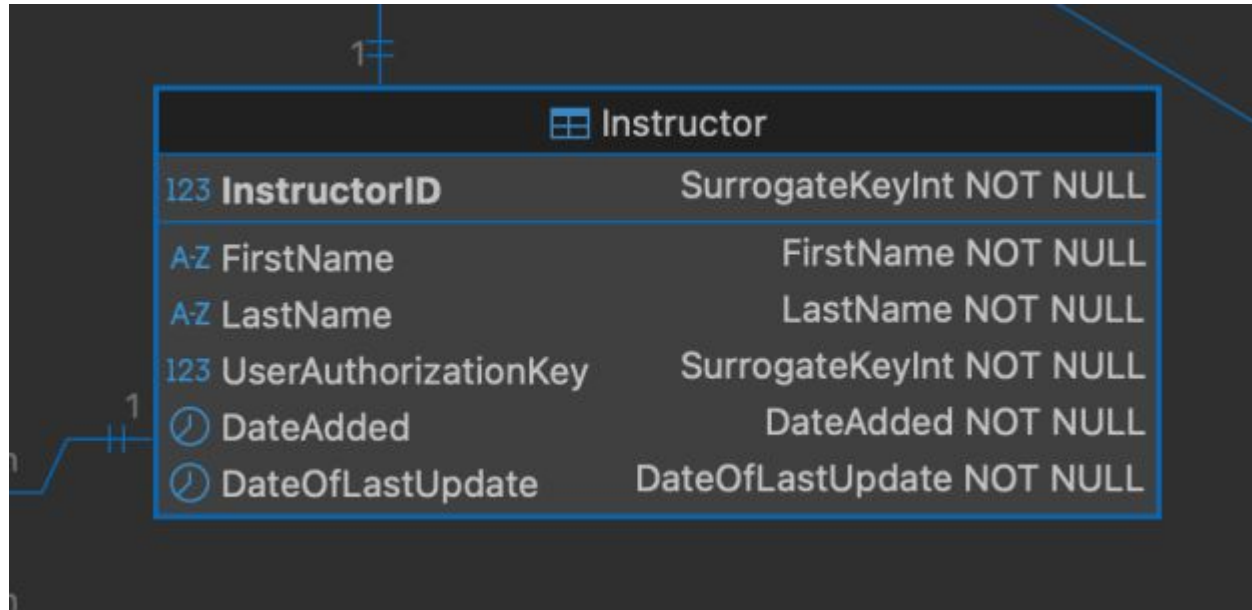 1
Instructor
123 InstructorID SurrogateKeyInt NOT NULL
A-Z FirstName FirstName NOT NULL
A-Z LastName LastName NOT NULL
123 UserAuthorizationKey SurrogateKeyInt NOT NULL
1
DateAdded DateAdded NOT NULL
DateOfLastUpdate DateOfLastUpdate NOT NULL